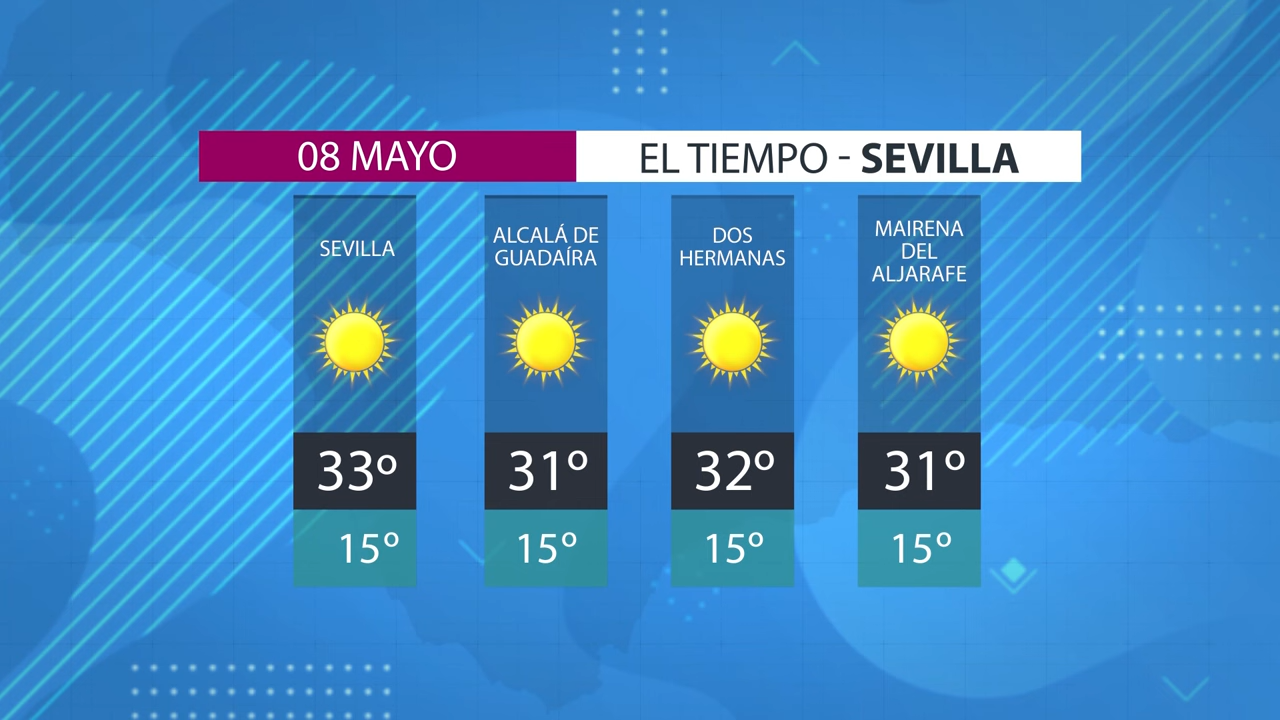 08 MAYO
EL TIEMPO - SEVILLA
SEVILLA
33º
15º
ALCALÁ DE
GUADAÍRA
31º
15º
DOS
HERMANAS
32º
15º
MAIRENA
DEL
ALJARAFE
31º
15º